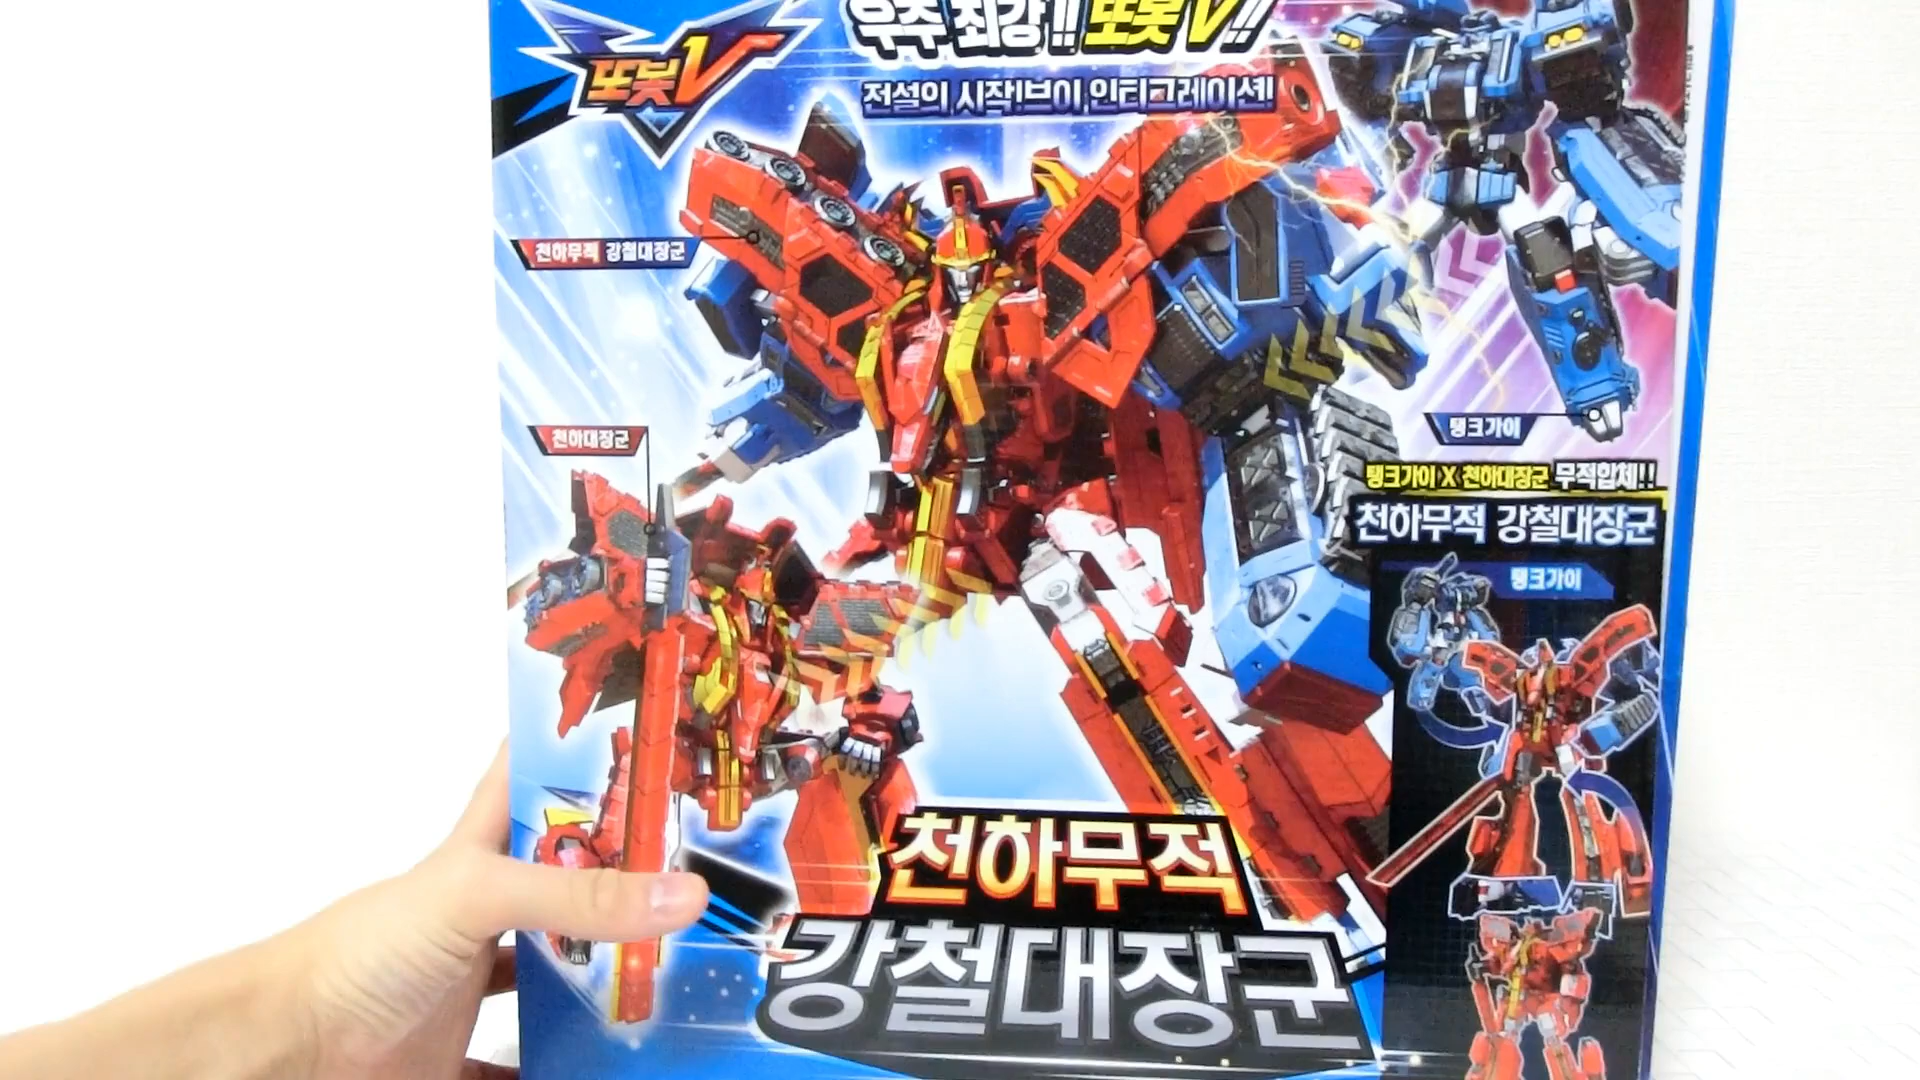 또봇V
우주 최강!! 또봇V!!
전설의 시작!브이 인티그레이션!
천하무적 강철대장군
천하대장군
탱크가이
탱크가이 X 천하대장군 무적합체!!
천하무적 강철대장군
탱크가이
천하무적
강철대장군